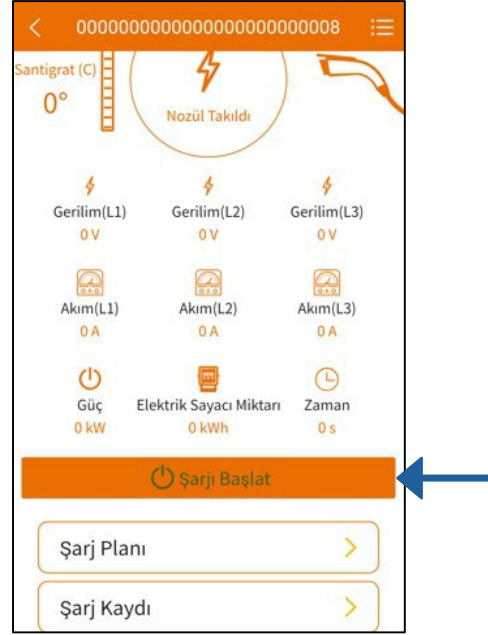 00000000000000000000000008
Santigrat (C)
0°
Nozül Takıldı
Gerilim(L1) Gerilim(L2) Gerilim(L3)
0 V 0 V 0 V
Akım(L1) Akım(L2) Akım(L3)
0 A 0 A 0 A
Güç Elektrik Sayacı Miktarı Zaman
0 kW 0 kWh 0 s
Şarjı Başlat
Şarj Planı
Şarj Kaydı